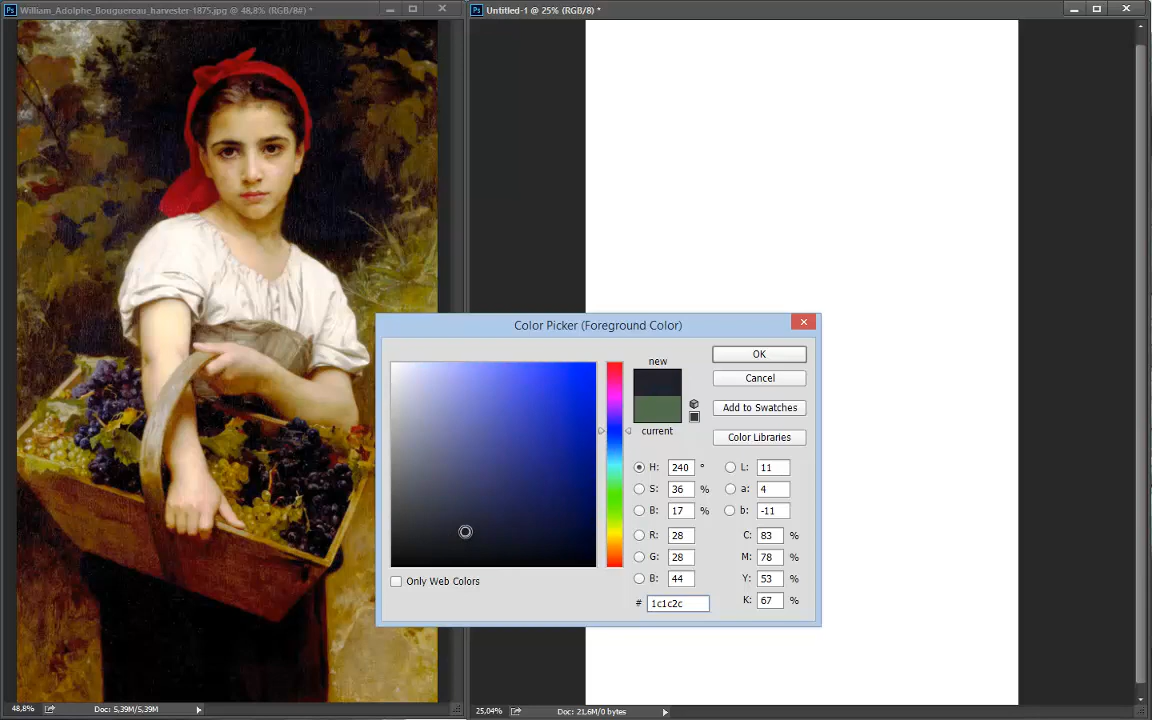 Ps William_Adolphe_Bouguereau_harvester-1875.jpg @ 48,8% (RGB/8#) *
Ps Untitled-1 @ 25% (RGB/8) *
Color Picker (Foreground Color)
new
current
OK
Cancel
Add to Swatches
Color Libraries
H: 240 ° L: 11
S: 36 % a: 4
B: 17 % b: -11
R: 28 C: 83 %
G: 28 M: 78 %
B: 44 Y: 53 %
# 1c1c2c K: 67 %
Only Web Colors
48,8% Doc: 5,39M/5,39M
25,04% Doc: 21,6M/0 bytes